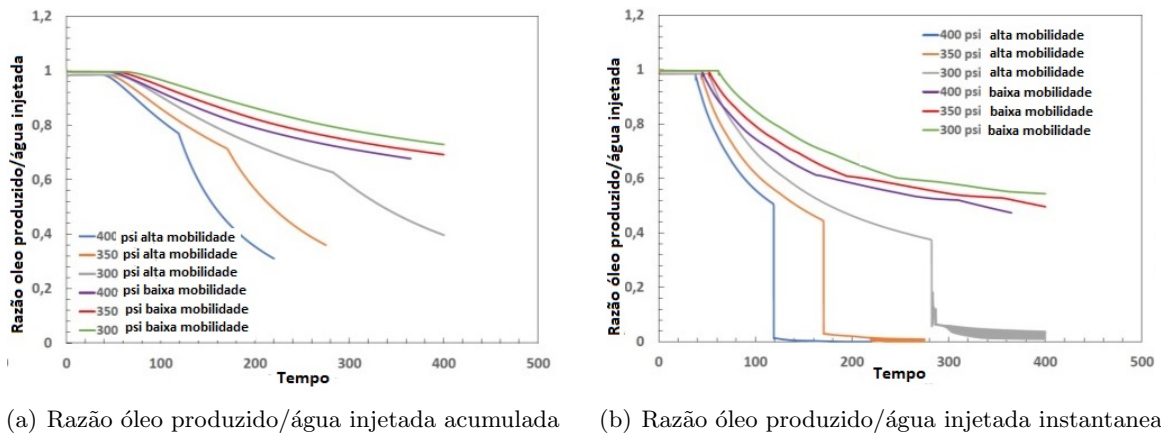 Razão oleo produzido/água injetada
1,2
1
0,8
0,6
0,4
0,2
0
0
100
200
300
400
500
Tempo
400 psi alta mobilidade
350 psi alta mobilidade
300 psi alta mobilidade
400 psi baixa mobilidade
350 psi baixa mobilidade
300 psi baixa mobilidade
(a) Razão óleo produzido/água injetada acumulada
Razão óleo produzido/água injetada
1,2
1
0,8
0,6
0,4
0,2
0
0
100
200
300
400
500
Tempo
400 psi alta mobilidade
350 psi alta mobilidade
300 psi alta mobilidade
400 psi baixa mobilidade
350 psi baixa mobilidade
300 psi baixa mobilidade
(b) Razão óleo produzido/água injetada instantanea